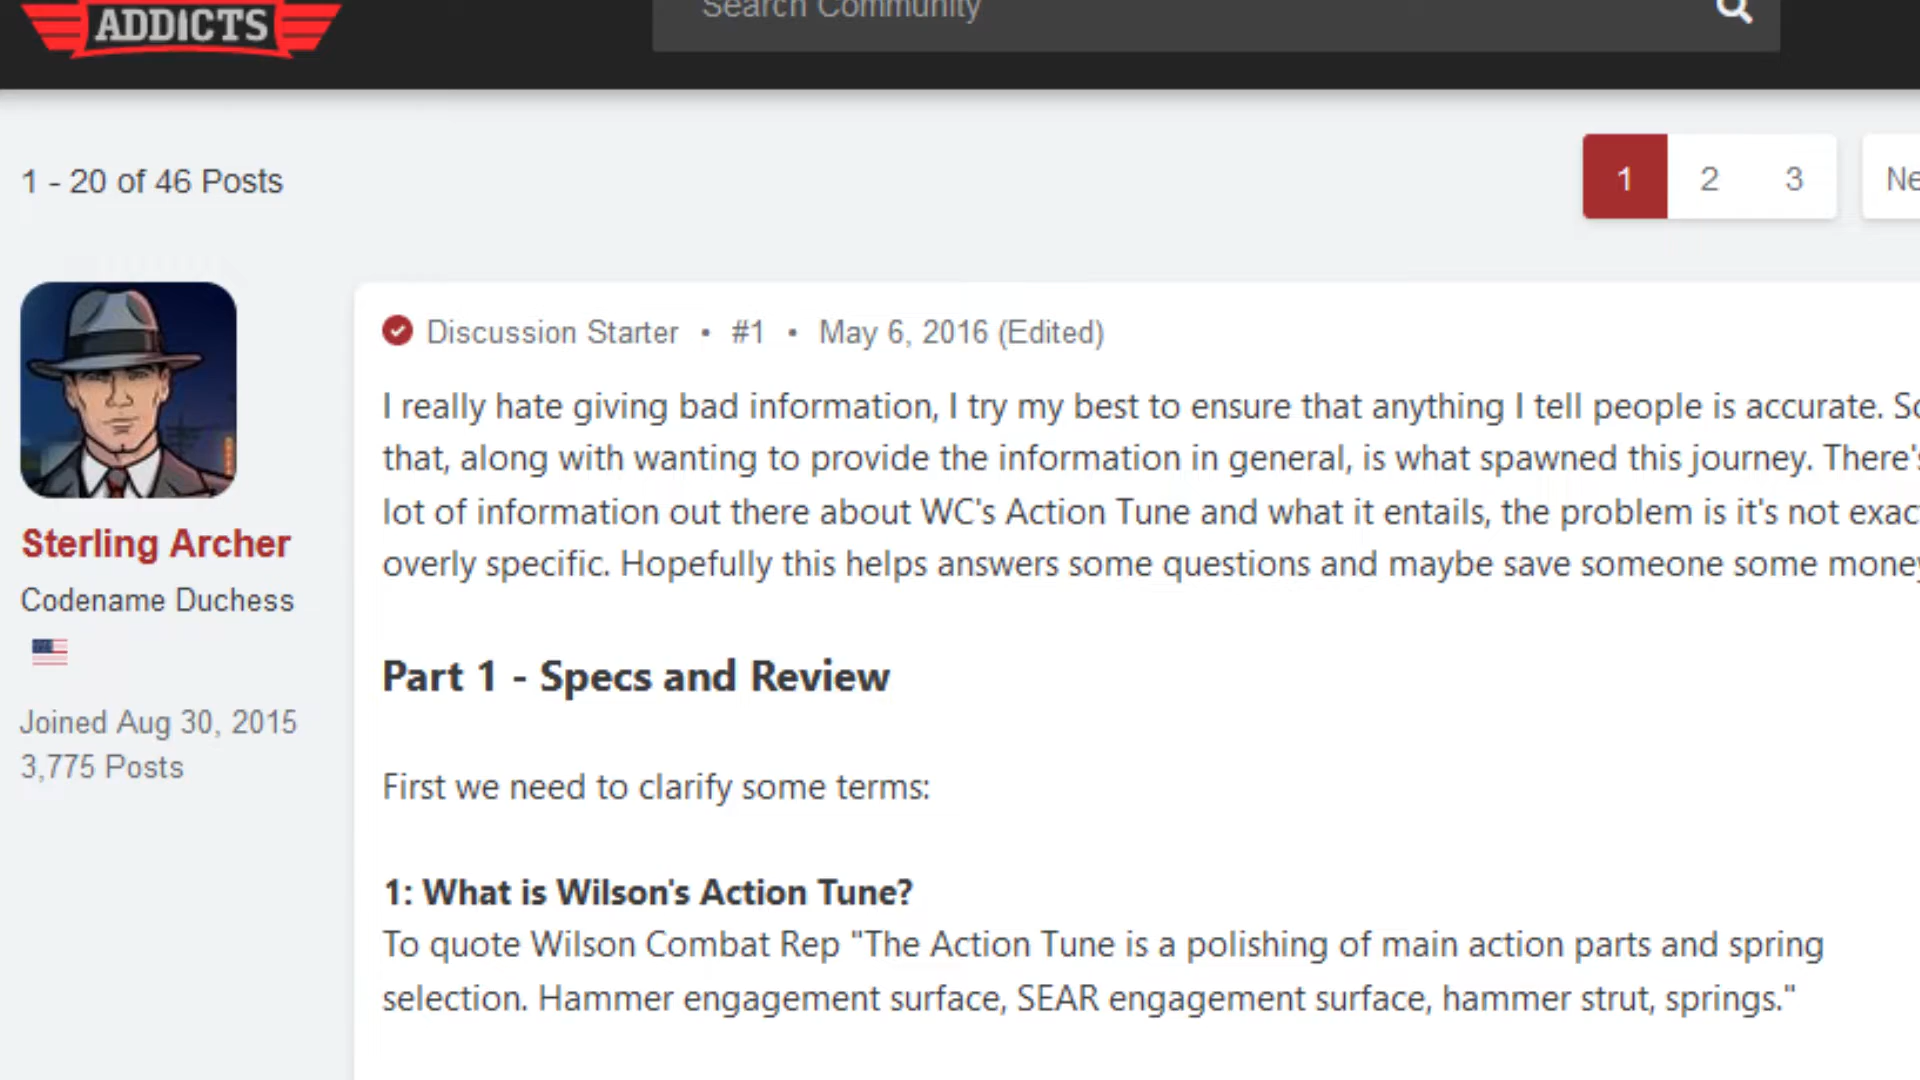 ADDICTS
Search Community
1 - 20 of 46 Posts
1 2 3
Discussion Starter • #1 • May 6, 2016 (Edited)
I really hate giving bad information, I try my best to ensure that anything I tell people is accurate.
that, along with wanting to provide the information in general, is what spawned this journey. There's
lot of information out there about WC's Action Tune and what it entails, the problem is it's not
overly specific. Hopefully this helps answers some questions and maybe save someone some money
Sterling Archer
Codename Duchess
Joined Aug 30, 2015
3,775 Posts
Part 1 - Specs and Review
First we need to clarify some terms:
1: What is Wilson's Action Tune?
To quote Wilson Combat Rep "The Action Tune is a polishing of main action parts and spring
selection. Hammer engagement surface, SEAR engagement surface, hammer strut, springs."